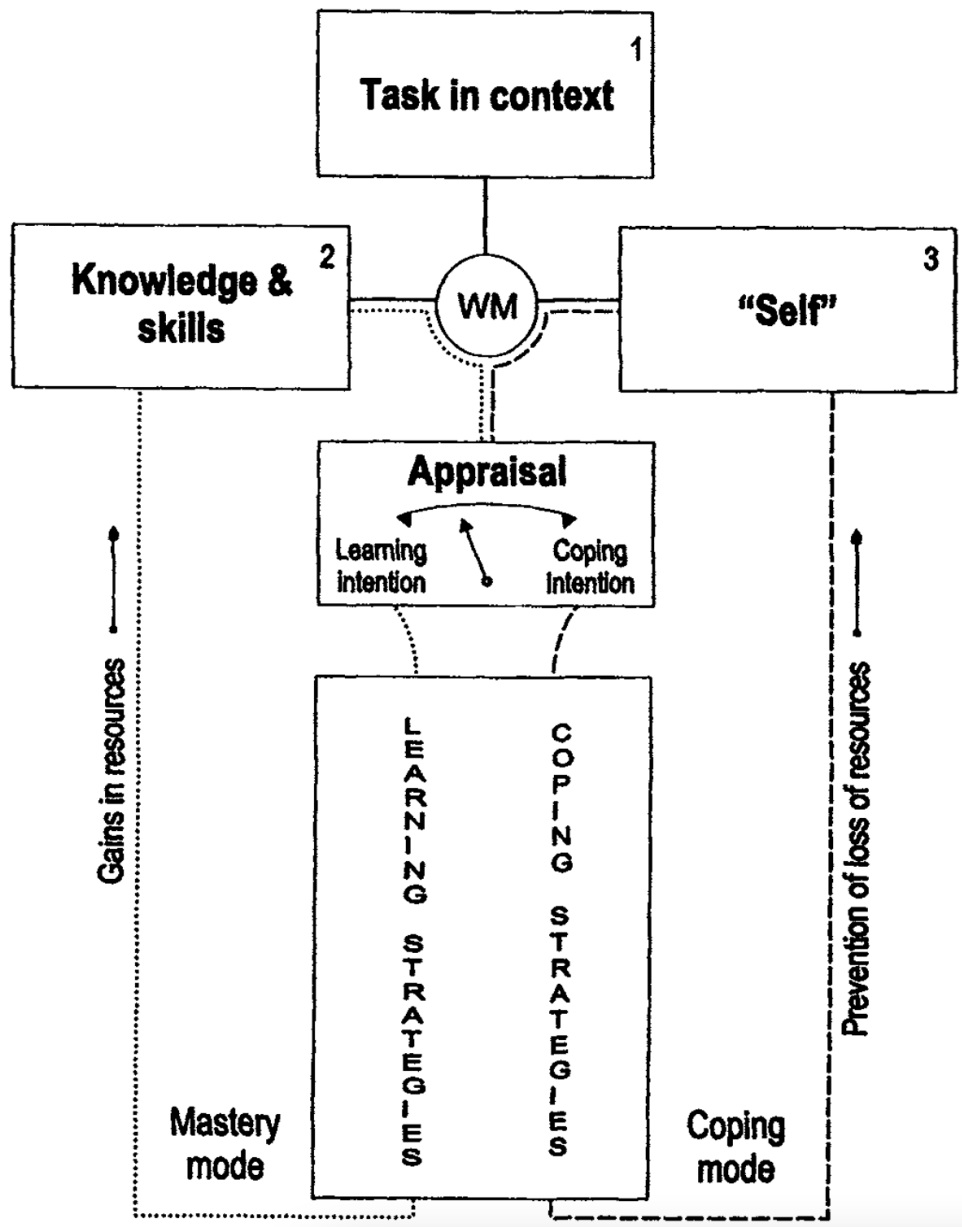 1
Task in context
2
Knowledge &
skills
WM
3
“Self”
Appraisal
Learning
intention
Coping
intention
Gains in resources
LEARNING STRATEGIES
COPING STRATEGIES
Prevention of loss of resources
Mastery
mode
Coping
mode